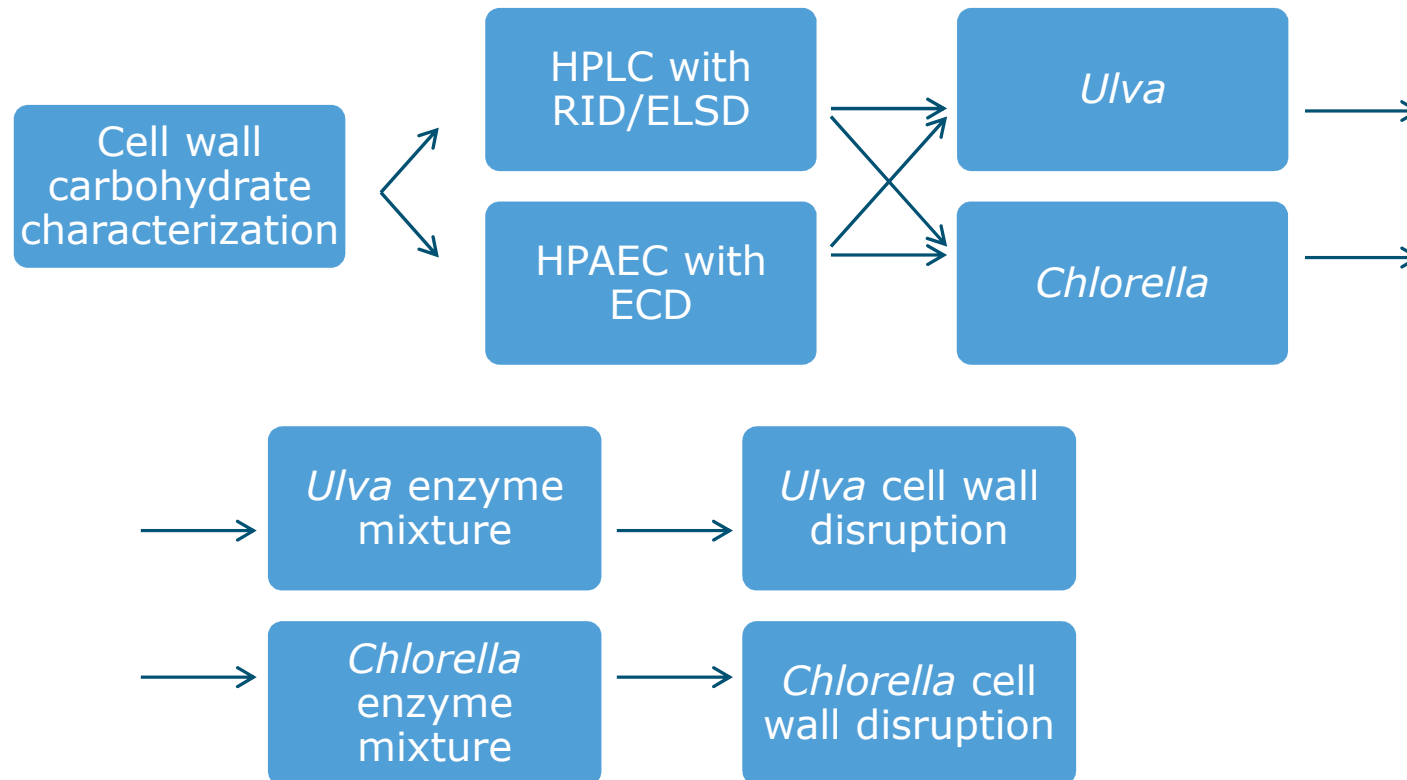 Cell wall
carbohydrate
characterization
HPLC with
RID/ELSD
HPAEC with
ECD
Ulva
Chlorella
Ulva enzyme
mixture
Ulva cell wall
disruption
Chlorella
enzyme
mixture
Chlorella cell
wall disruption